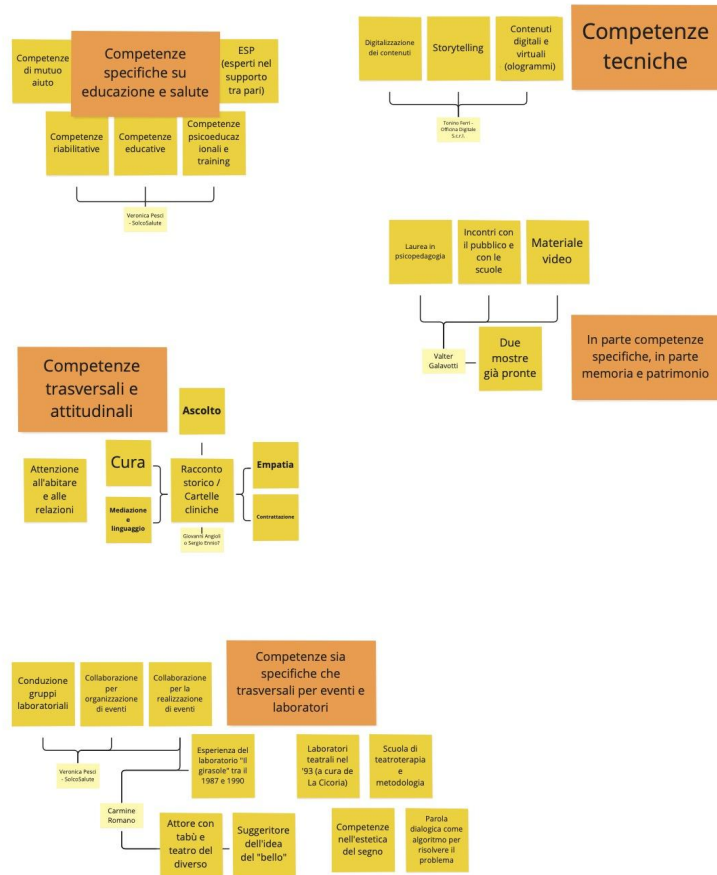 Competenze
di mutuo
aiuto
Competenze
specifiche su
educazione e salute
ESP
(esperti nel
supporto
tra pari)
Competenze
riabilitative
Competenze
educative
Competenze
psicoeducaz
ionali e
training
Veronica Pesci
- SolcoSalute
Digitalizzazione
dei contenuti
Storytelling
Contenuti
digitali e
virtuali
(ologrammi)
Competenze
tecniche
Tonino Ferri -
Officina Digitale
S.c.r.l.
Laurea in
psicopedagogia
Incontri con
il pubblico e
con le
scuole
Materiale
video
Valter
Galavotti
Due
mostre
già pronte
In parte competenze
specifiche, in parte
memoria e patrimonio
Competenze
trasversali e
attitudinali
Ascolto
Attenzione
all'abitare
e alle
relazioni
Cura
Mediazione
e
linguaggio
Racconto
storico /
Cartelle
cliniche
Empatia
Contrattazione
Giovanni Angioli
o Sergio Ennio?
Conduzione
gruppi
laboratoriali
Collaborazione
per
organizzazione
di eventi
Collaborazione
per la
realizzazione
di eventi
Competenze sia
specifiche che
trasversali per eventi e
laboratori
Veronica Pesci
- SolcoSalute
Esperienza del
laboratorio "Il
girasole" tra il
1987 e 1990
Laboratori
teatrali nel
'93 (a cura de
La Cicoria)
Scuola di
teatroterapia e
metodologia
Carmine
Romano
Attore con
tabù e
teatro del
diverso
Suggeritore
dell'idea
del "bello"
Competenze
nell'estetica
del segno
Parola
dialogica come
algoritmo per
risolvere il
problema